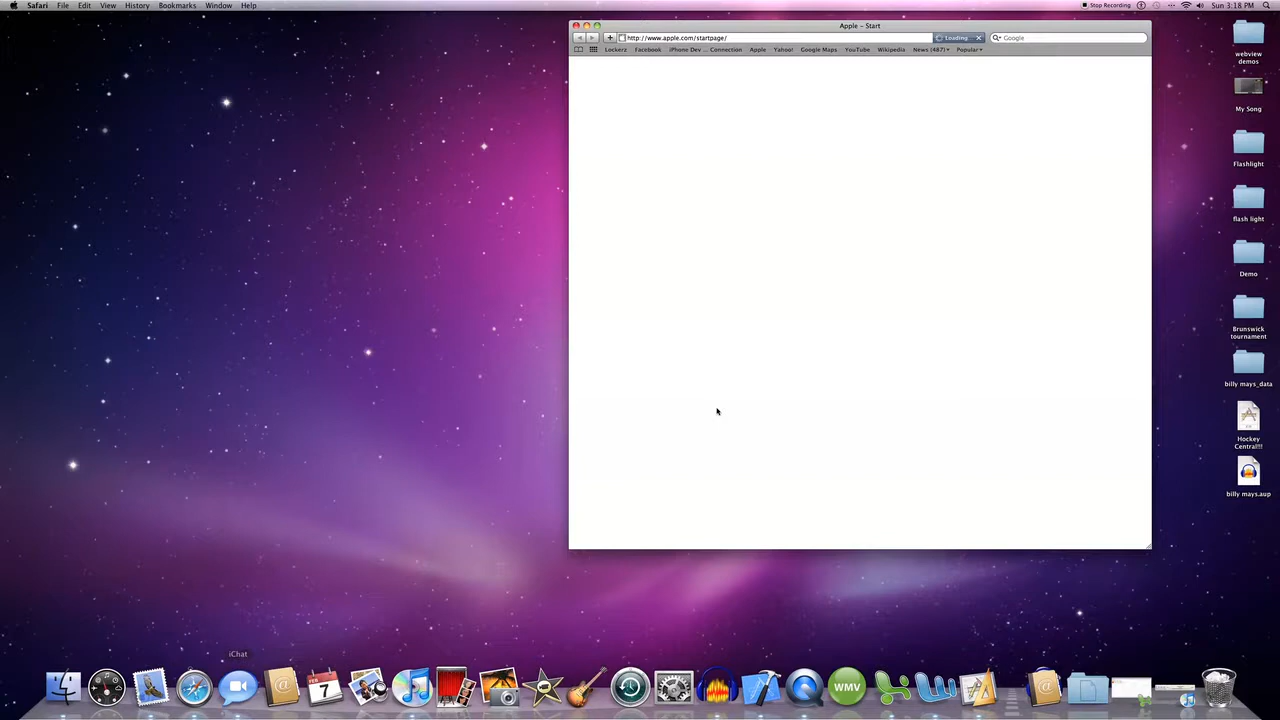 Safari File Edit View History Bookmarks Window Help
Stop Recording Sun 3:18 PM
Apple – Start
http://www.apple.com/startpage/ Loading Google
Lockerz Facebook iPhone Dev ... Connection Apple Yahoo! Google Maps YouTube Wikipedia News (487) Popular
webview
demos
My Song
Flashlight
flash light
Demo
Brunswick
tournament
billy mays_data
Hockey
Central!!!
billy mays.aup
iChat
FEB
7
WMV